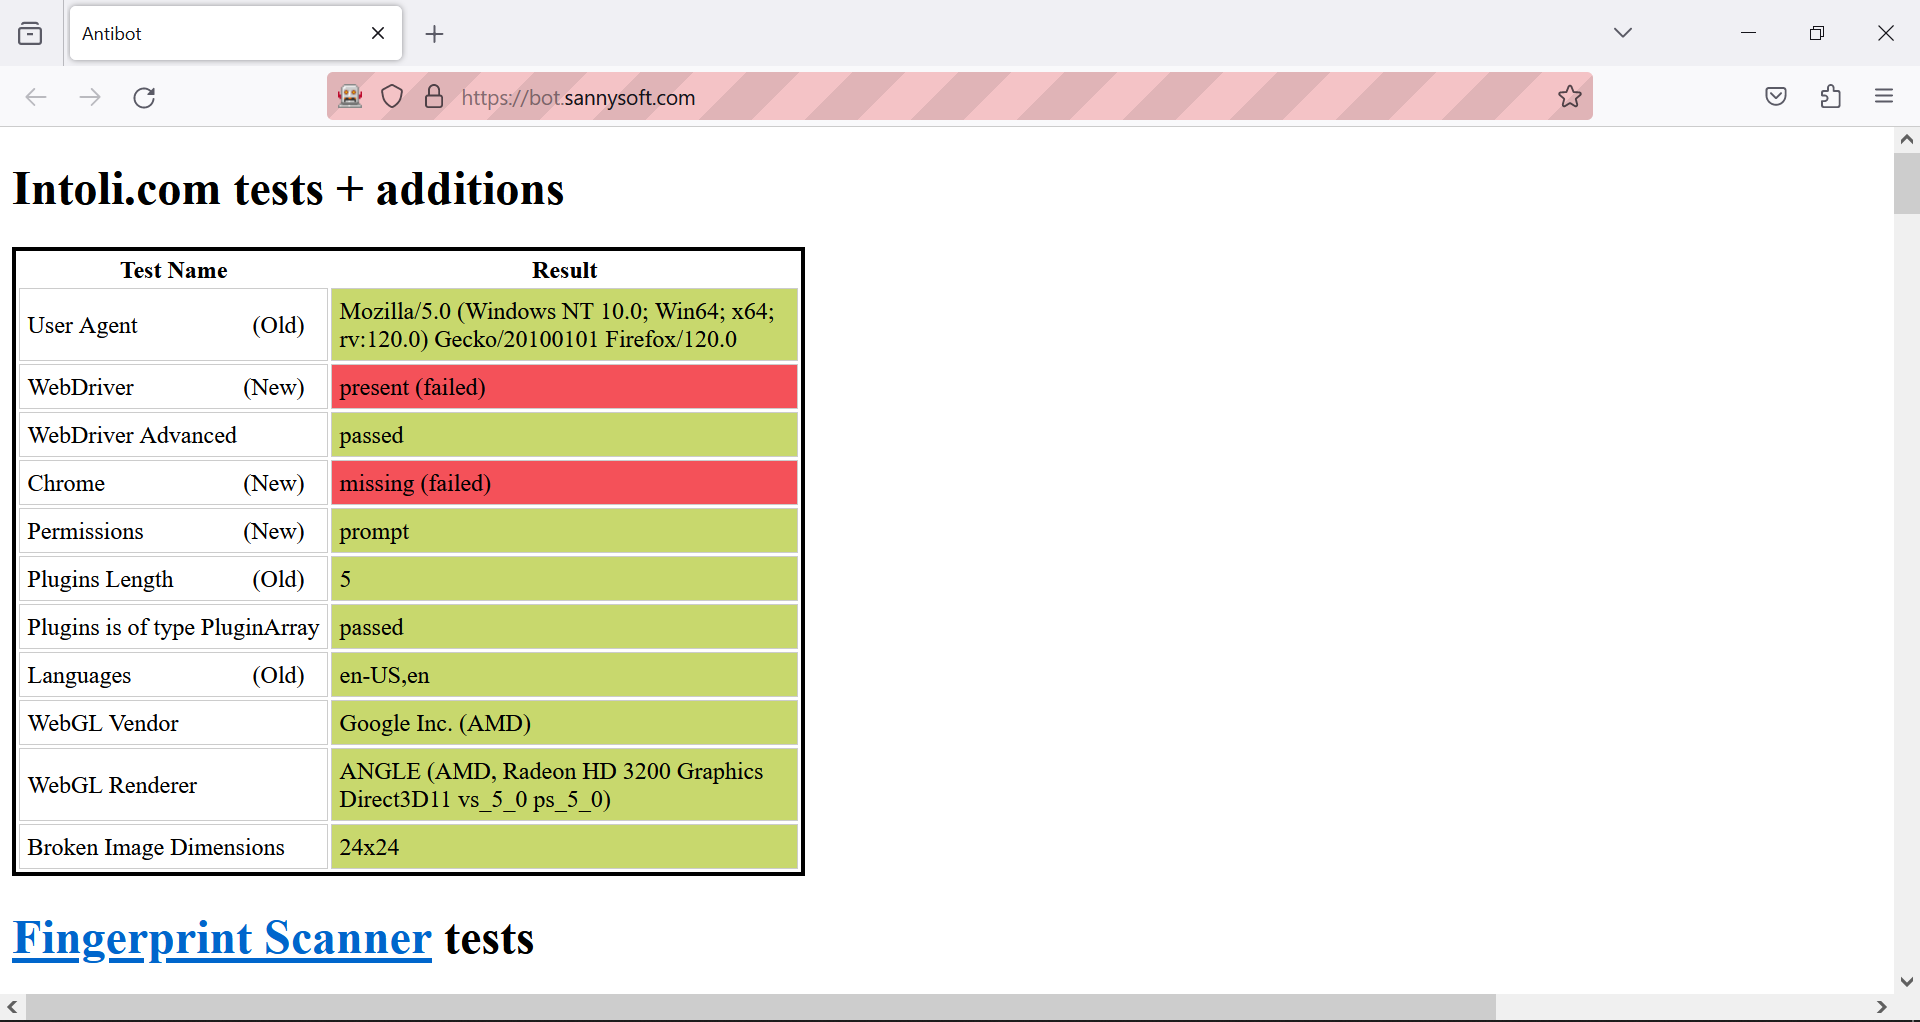 Antibot
https://bot.sannysoft.com
Intoli.com tests + additions
Test Name Result
User Agent (Old) Mozilla/5.0 (Windows NT 10.0; Win64; x64;
rv:120.0) Gecko/20100101 Firefox/120.0
WebDriver (New) present (failed)
WebDriver Advanced passed
Chrome (New) missing (failed)
Permissions (New) prompt
Plugins Length (Old) 5
Plugins is of type PluginArray passed
Languages (Old) en-US,en
WebGL Vendor Google Inc. (AMD)
WebGL Renderer ANGLE (AMD, Radeon HD 3200 Graphics
Direct3D11 vs_5_0 ps_5_0)
Broken Image Dimensions 24x24
Fingerprint Scanner tests